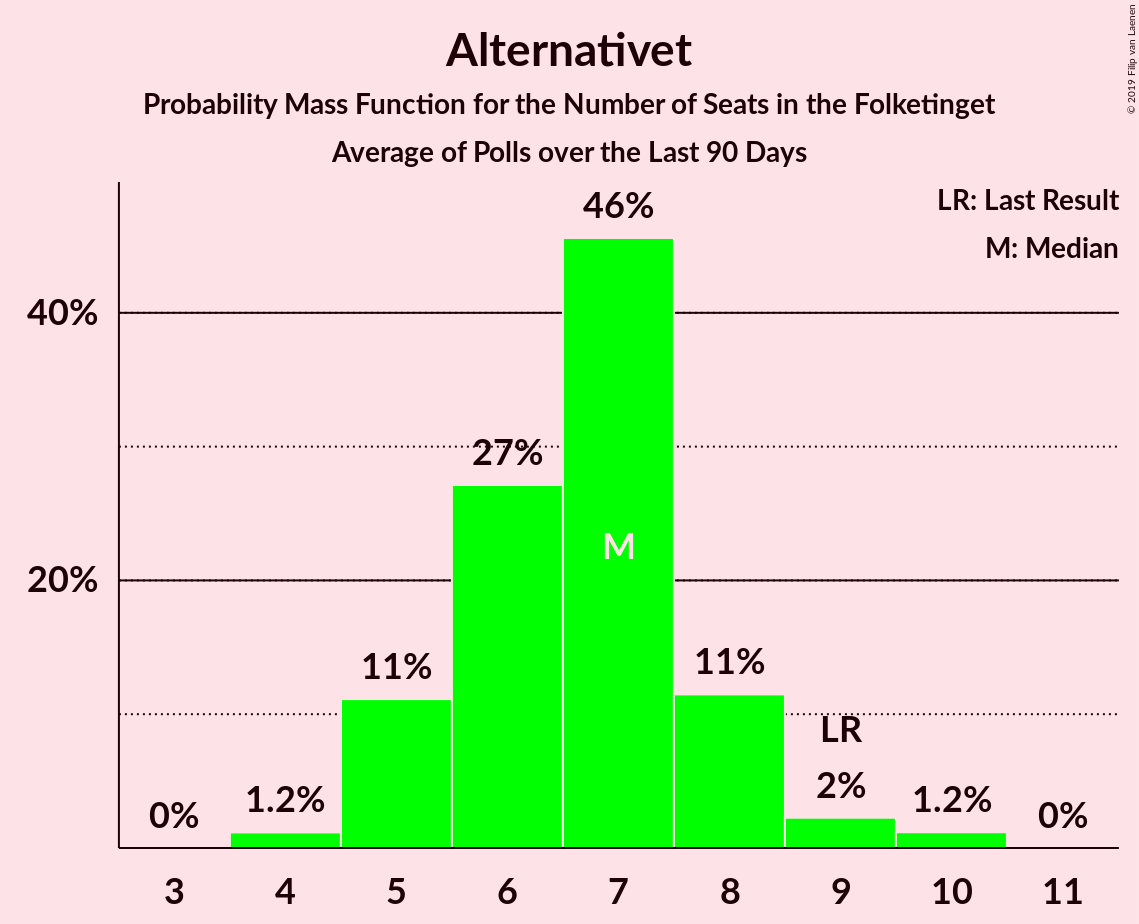 Alternativet
Probability Mass Function for the Number of Seats in the Folketinget
Average of Polls over the Last 90 Days
© 2019 Filip van Laenen
LR: Last Result
M: Median
40%
20%
0%
1.2%
11%
27%
46%
M
11%
LR
2%
1.2%
0%
3 4 5 6 7 8 9 10 11